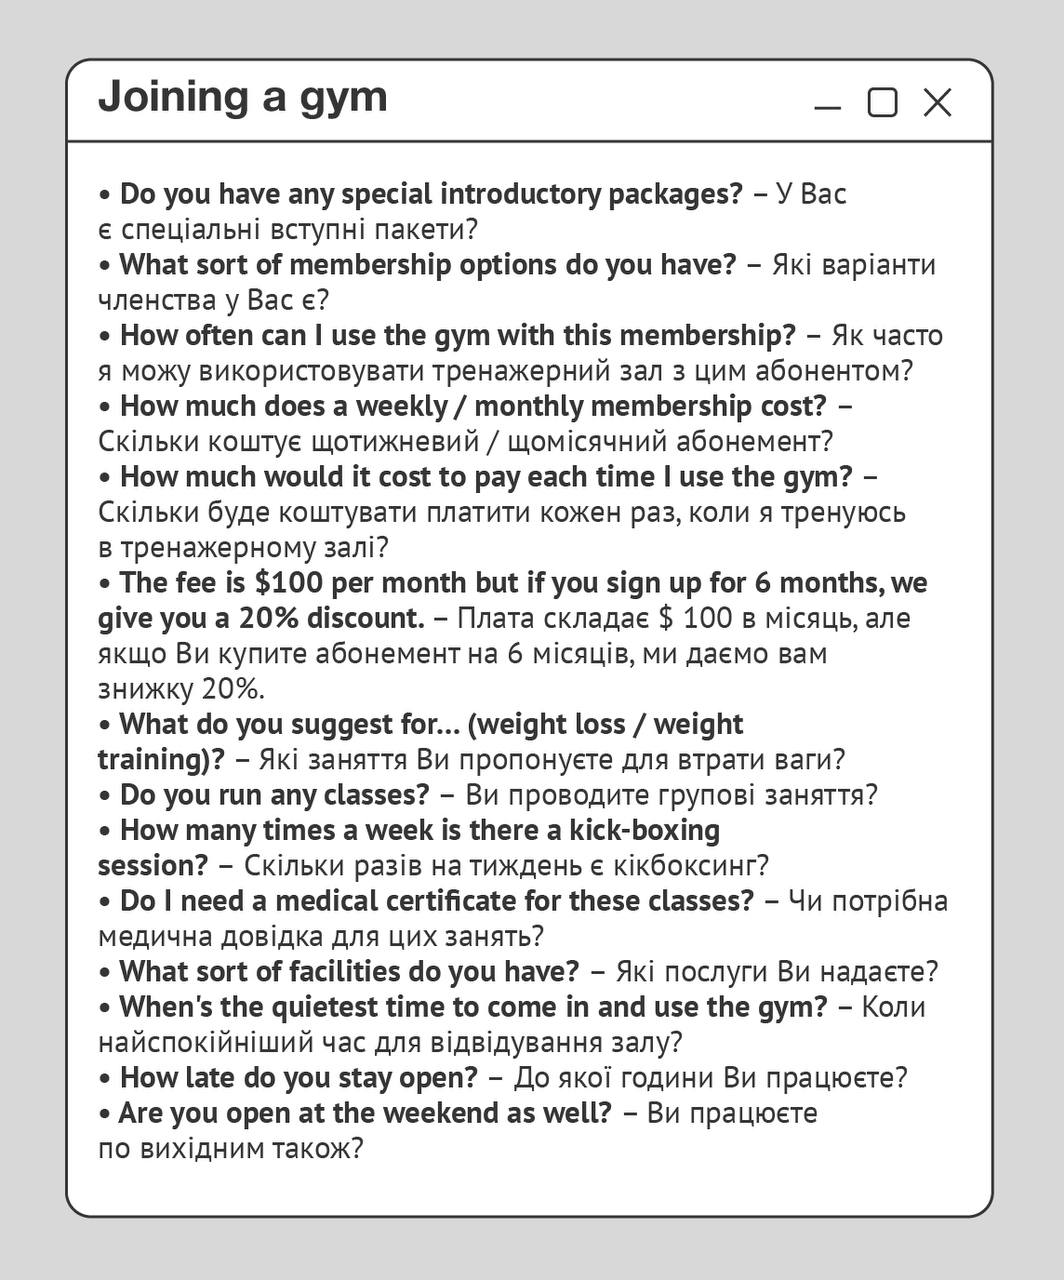 Joining a gym
• Do you have any special introductory packages? – У Вас
є спеціальні вступні пакети?
• What sort of membership options do you have? – Які варіанти
членства у Вас є?
• How often can I use the gym with this membership? – Як часто
я можу використовувати тренажерний зал з цим абонентом?
• How much does a weekly / monthly membership cost? –
Скільки коштує щотижневий / щомісячний абонемент?
• How much would it cost to pay each time I use the gym? –
Скільки буде коштувати платити кожен раз, коли я тренуюсь
в тренажерному залі?
• The fee is $100 per month but if you sign up for 6 months, we
give you a 20% discount. – Плата складає $ 100 в місяць, але
якщо Ви купите абонемент на 6 місяців, ми даємо вам
знижку 20%.
• What do you suggest for... (weight loss / weight
training)? – Які заняття Ви пропонуєте для втрати ваги?
• Do you run any classes? – Ви проводите групові заняття?
• How many times a week is there a kick-boxing
session? – Скільки разів на тиждень є кікбоксинг?
• Do I need a medical certificate for these classes? – Чи потрібна
медична довідка для цих занять?
• What sort of facilities do you have? – Які послуги Ви надаєте?
• When's the quietest time to come in and use the gym? – Коли
найспокійніший час для відвідування залу?
• How late do you stay open? – До якої години Ви працюєте?
• Are you open at the weekend as well? – Ви працюєте
по вихідним також?